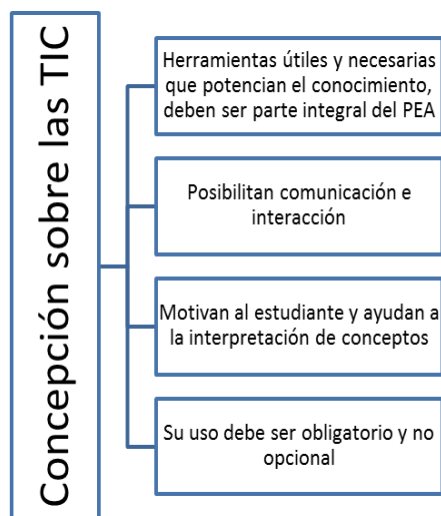 Concepción sobre las TIC
Herramientas útiles y necesarias
que potencian el conocimiento,
deben ser parte integral del PEA
Posibilitan comunicación e
interacción
Motivan al estudiante y ayudan a
la interpretación de conceptos
Su uso debe ser obligatorio y no
opcional